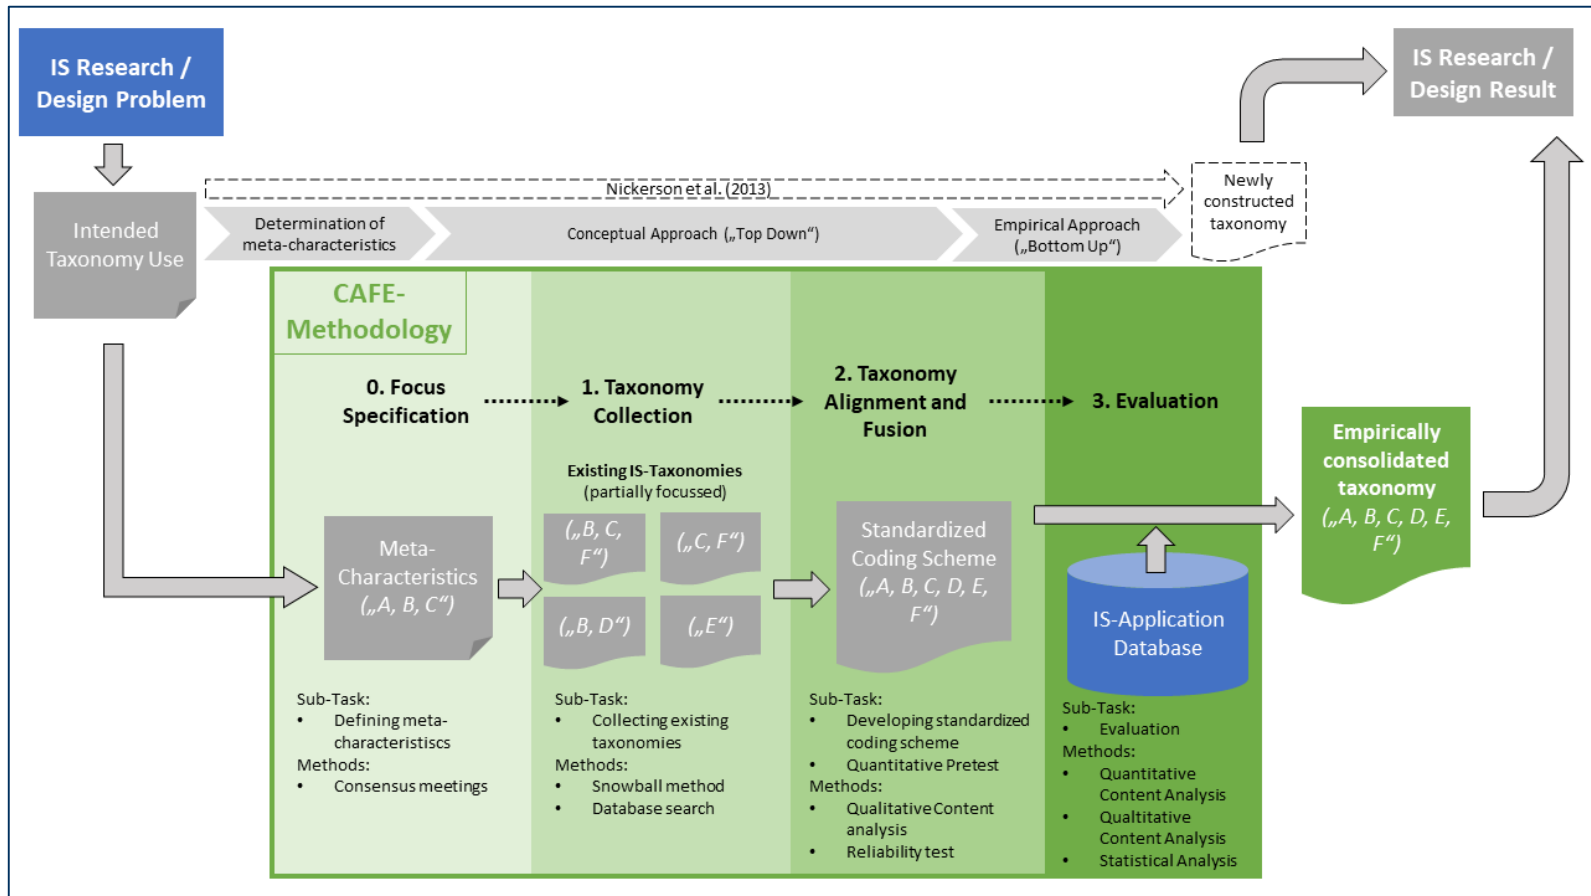 IS Research /
Design Problem
IS Research /
Design Result
Nickerson et al. (2013)
Newly
constructed
taxonomy
Intended
Taxonomy Use
Determination of
meta-characteristics
Conceptual Approach („Top Down“)
Empirical Approach
(„Bottom Up“)
CAFE-
Methodology
0. Focus
Specification
1. Taxonomy
Collection
2. Taxonomy
Alignment and
Fusion
3. Evaluation
Existing IS-Taxonomies
(partially focussed)
Meta-
Characteristics
(„A, B, C“)
(„B, C,
F“)
(„C, F“)
(„B, D“)
(„E“)
Standardized
Coding Scheme
(„A, B, C, D, E,
F“)
IS-Application
Database
Empirically
consolidated
taxonomy
(„A, B, C, D, E,
F“)
Sub-Task:
• Defining meta-
characteristiscs
Methods:
• Consensus meetings
Sub-Task:
• Collecting existing
taxonomies
Methods:
• Snowball method
• Database search
Sub-Task:
• Developing standardized
coding scheme
• Quantitative Pretest
Methods:
• Qualitative Content
analysis
• Reliability test
Sub-Task:
• Evaluation
Methods:
• Quantitative
Content Analysis
• Qualtitative
Content Analysis
• Statistical Analysis